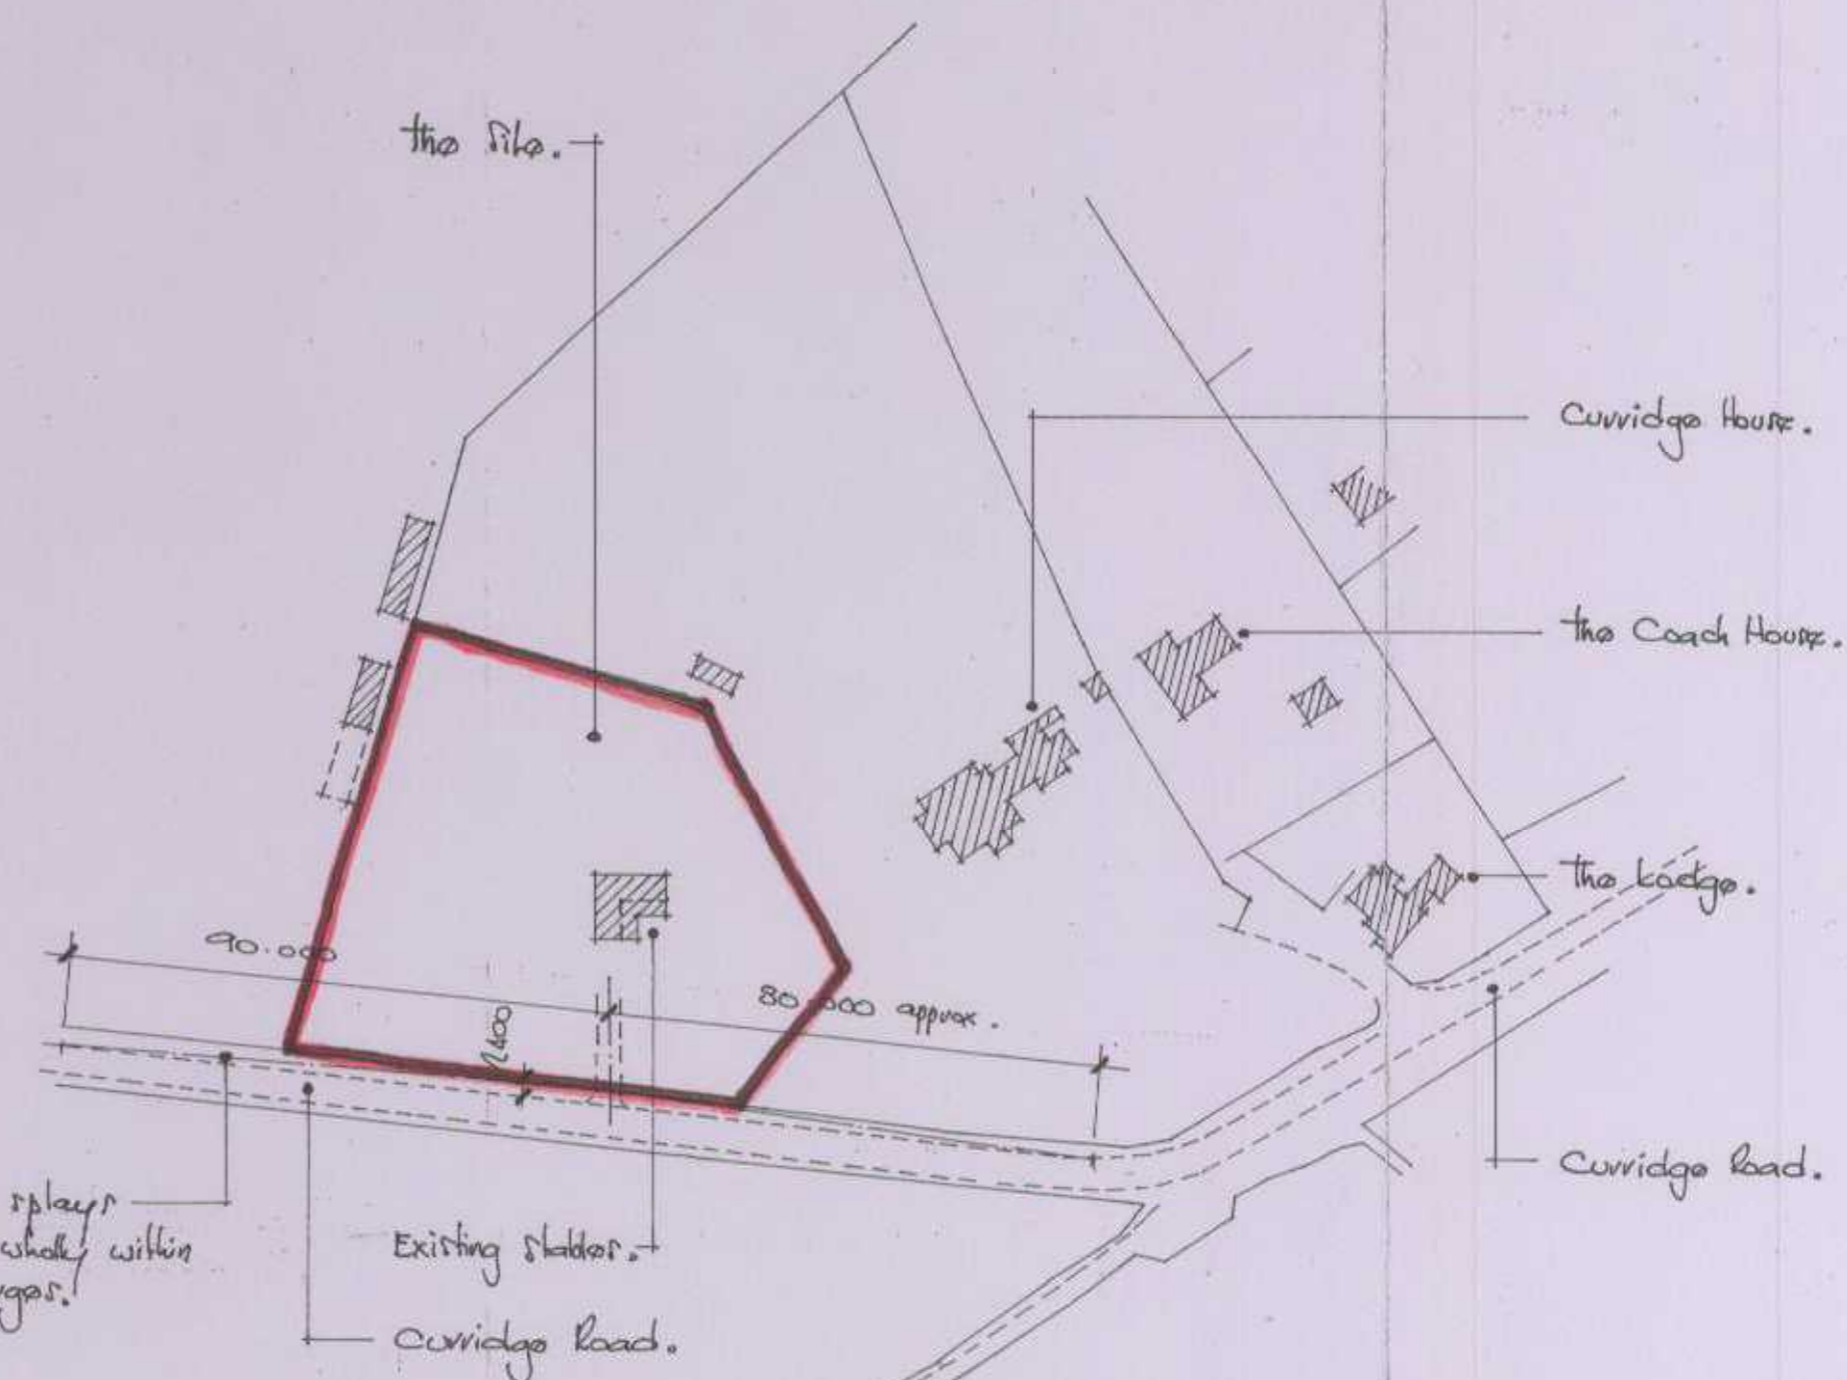 the Site.
Curridge House.
the Coach House.
the Lodge.
90.000
80.000 approx.
2400
splays
wholly within
Existing stables.
Curridge Road.
Curridge Road.